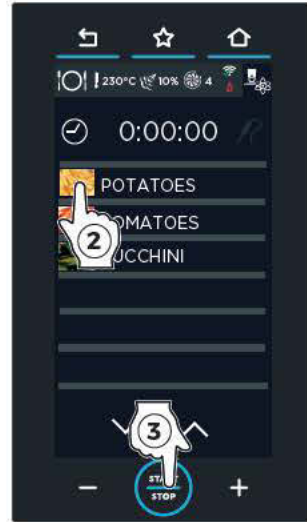 230°C 10% 4
0:00:00
POTATOES
2
OMATOES
UCCHINI
3
STOP
- +